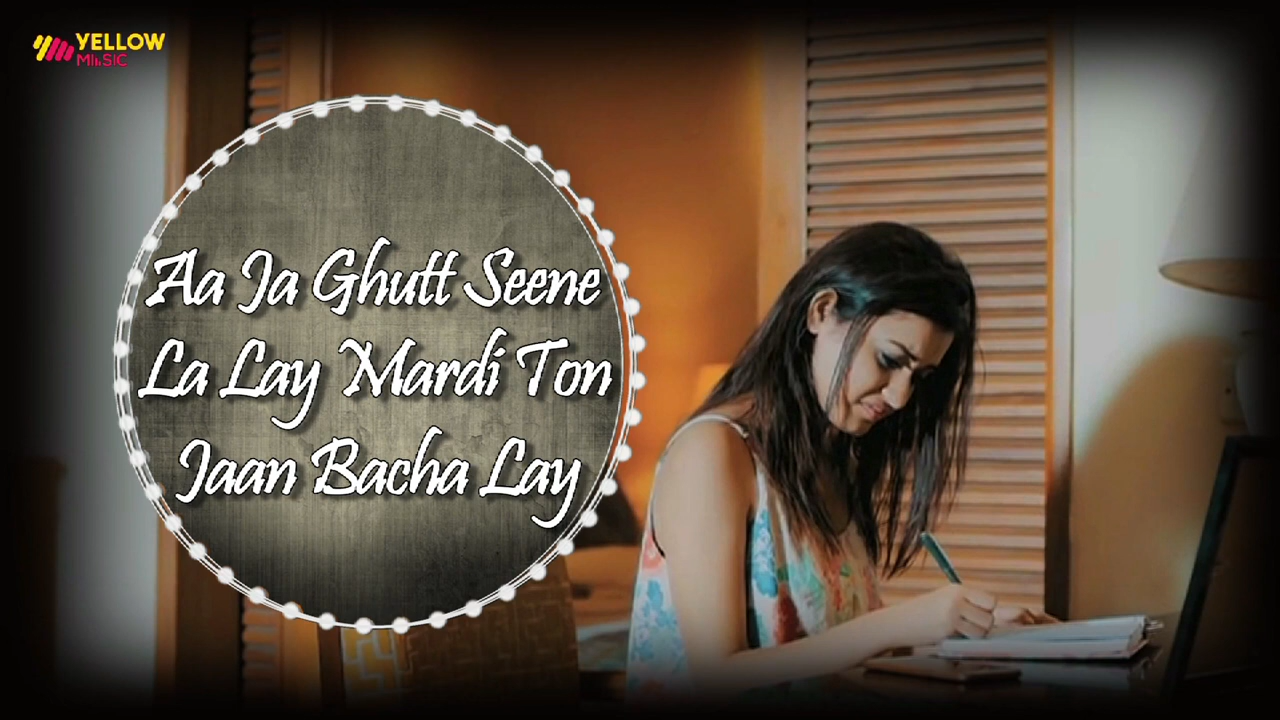 YELLOW
MUSIC
Aa Ja Ghutt Seene
La Lay Mardi Ton
Jaan Bacha Lay